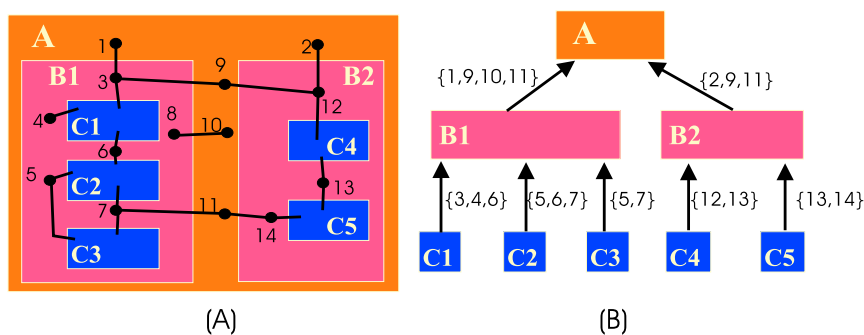 A
1
2
B1
B2
3
9
12
4
C1
8
10
C4
6
5
C2
13
7
11
14
C5
C3
(A)
A
{1,9,10,11}
{2,9,11}
B1
B2
{3,4,6}
{5,6,7}
{5,7}
{12,13}
{13,14}
C1
C2
C3
C4
C5
(B)